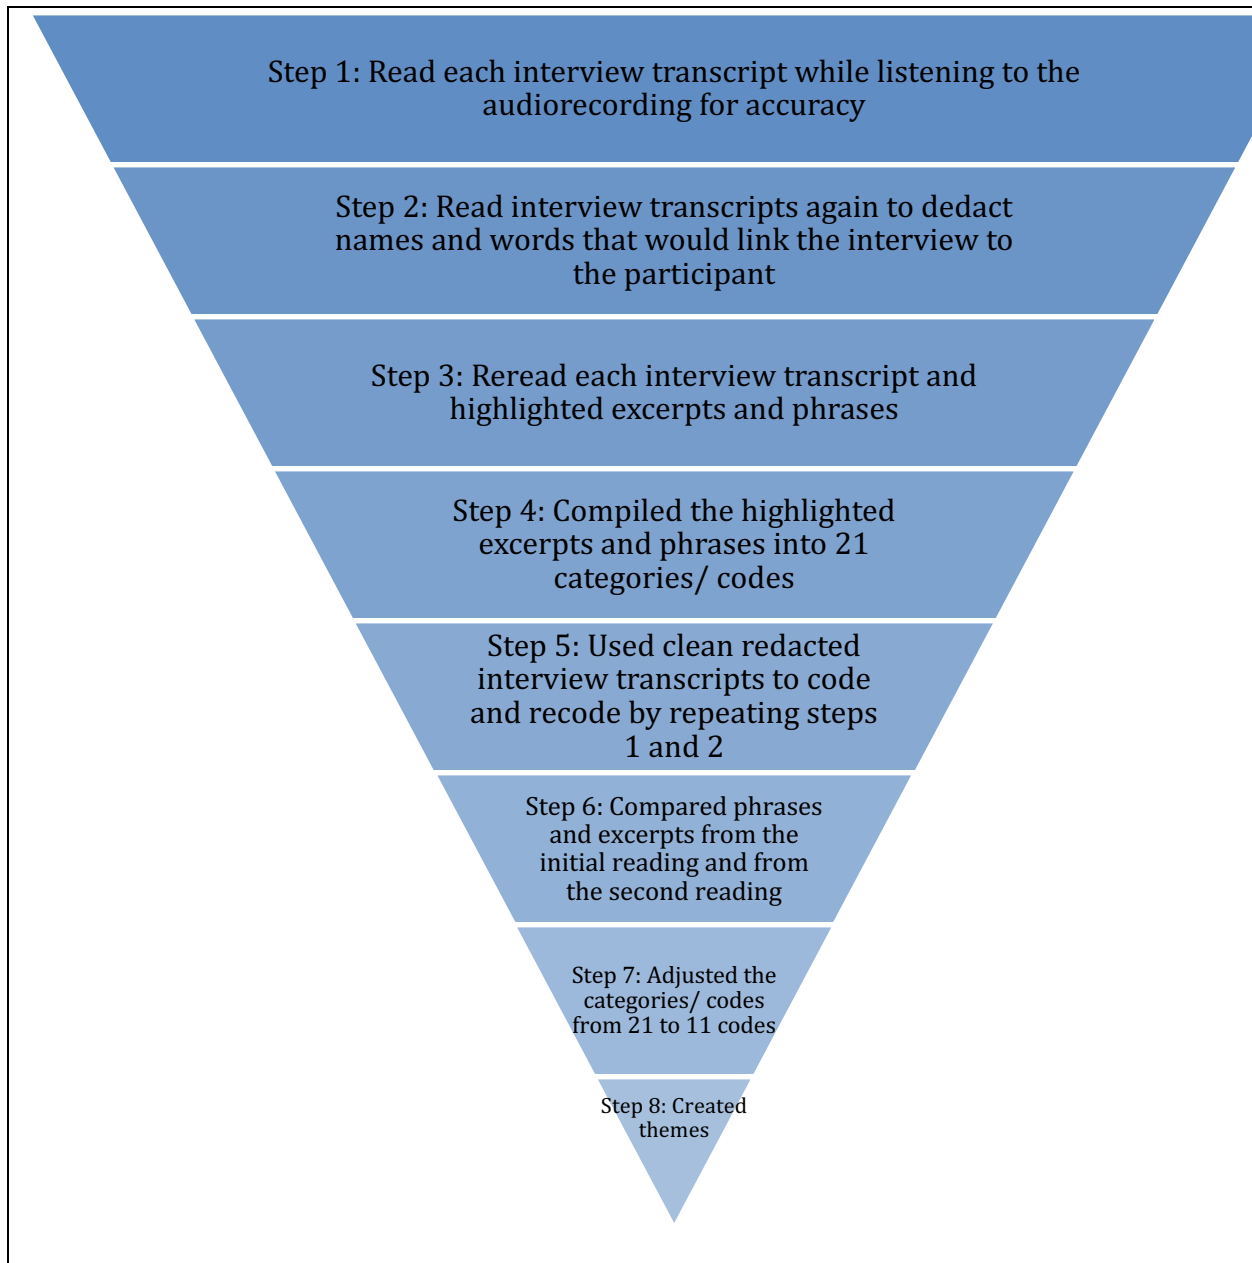 Step 1: Read each interview transcript while listening to the
audiorecording for accuracy
Step 2: Read interview transcripts again to dedact
names and words that would link the interview to
the participant
Step 3: Reread each interview transcript and
highlighted excerpts and phrases
Step 4: Compiled the highlighted
excerpts and phrases into 21
categories/ codes
Step 5: Used clean redacted
interview transcripts to code
and recode by repeating steps
1 and 2
Step 6: Compared phrases
and excerpts from the
initial reading and from
the second reading
Step 7: Adjusted the
categories/ codes
from 21 to 11 codes
Step 8: Created
themes